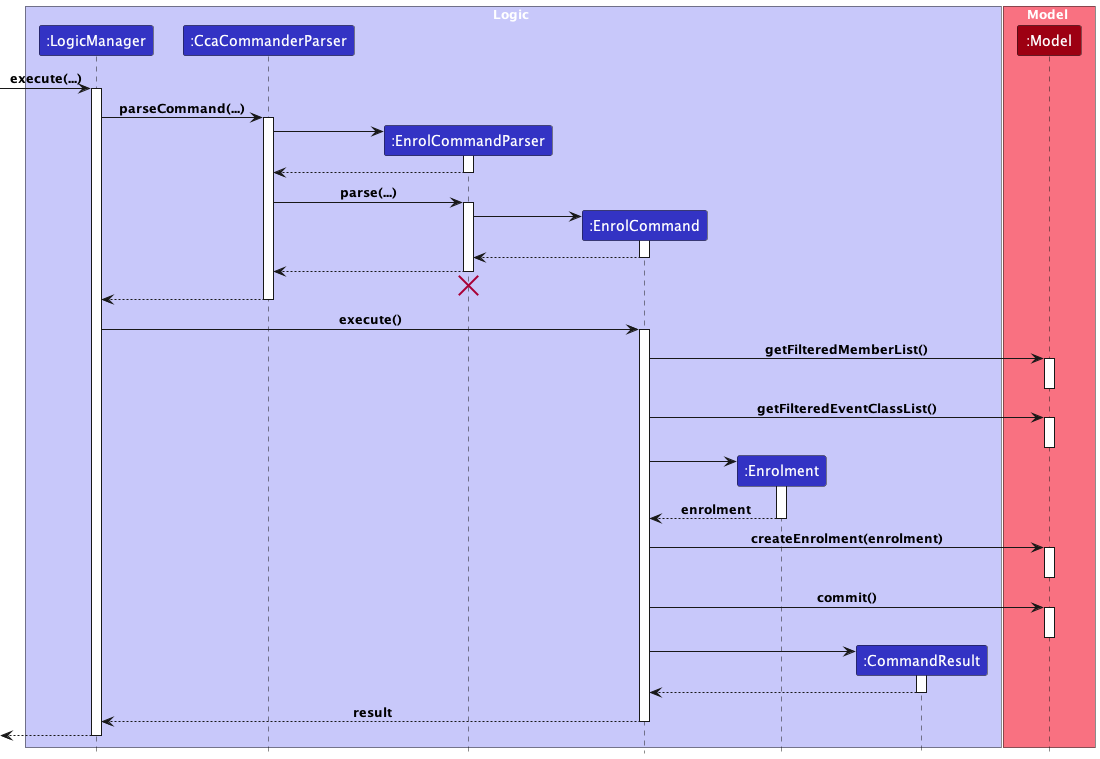 Logic
Model
:LogicManager
:CcaCommanderParser
:Model
execute(...)
parseCommand(...)
:EnrolCommandParser
parse(...)
:EnrolCommand
execute()
getFilteredMemberList()
getFilteredEventClassList()
:Enrolment
enrolment
createEnrolment(enrolment)
commit()
:CommandResult
result